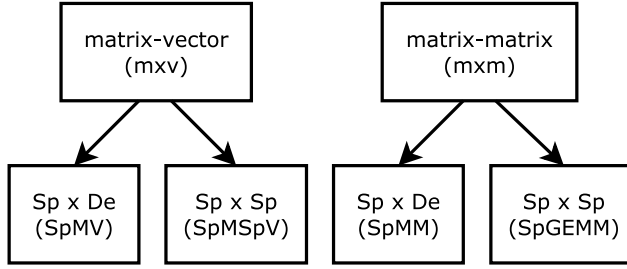 matrix-vector
(mxv)
matrix-matrix
(mxm)
Sp x De
(SpMV)
Sp x Sp
(SpMSpV)
Sp x De
(SpMM)
Sp x Sp
(SpGEMM)